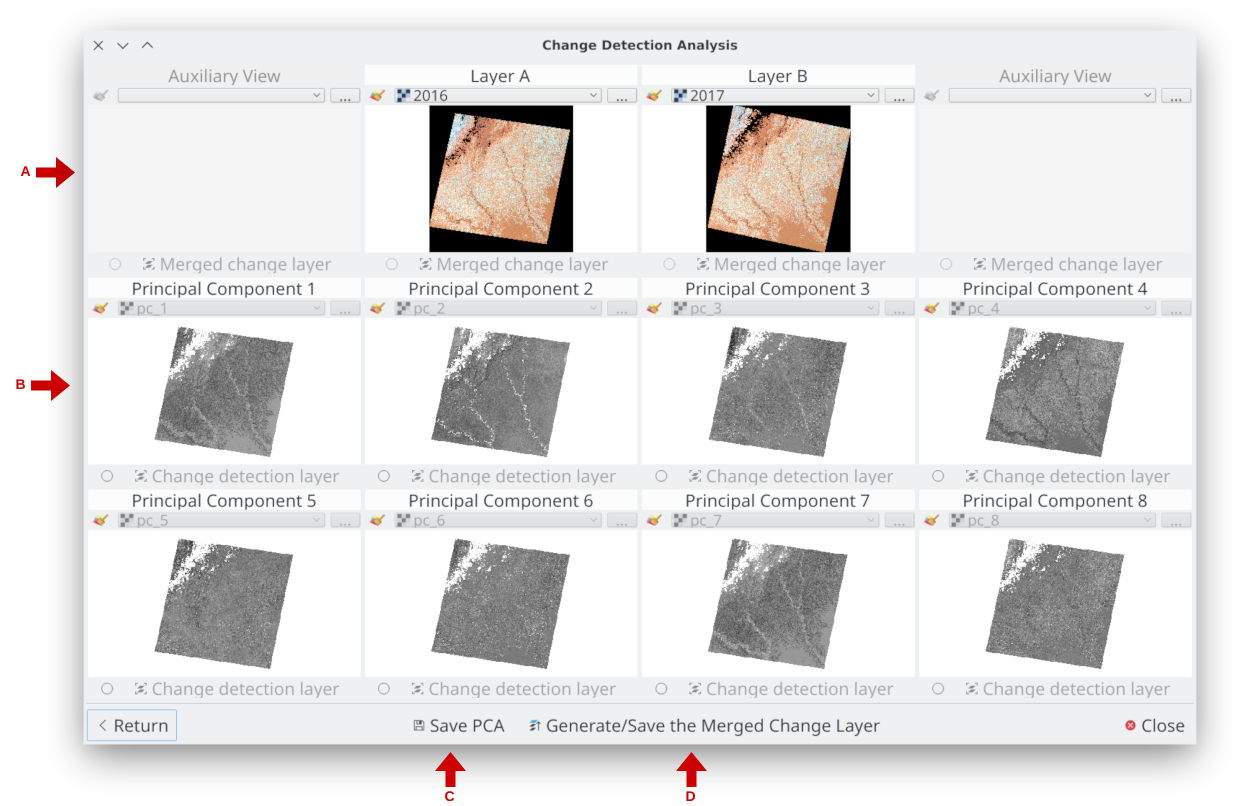 Change Detection Analysis
Auxiliary View Layer A Layer B Auxiliary View
... 2016 ... 2017 ... ...
A
Merged change layer Merged change layer Merged change layer Merged change layer
Principal Component 1 Principal Component 2 Principal Component 3 Principal Component 4
pc_1 ... pc_2 ... pc_3 ... pc_4 ...
B
Change detection layer Change detection layer Change detection layer Change detection layer
Principal Component 5 Principal Component 6 Principal Component 7 Principal Component 8
pc_5 ... pc_6 ... pc_7 ... pc_8 ...
Change detection layer Change detection layer Change detection layer Change detection layer
Return Save PCA Generate/Save the Merged Change Layer Close
C D